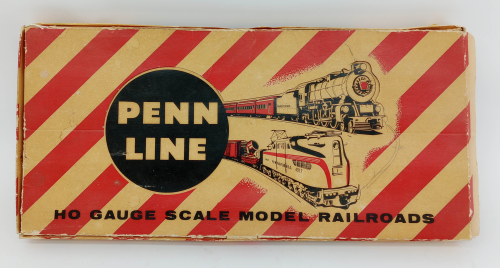 PENN
LINE
HO GAUGE SCALE MODEL RAILROADS